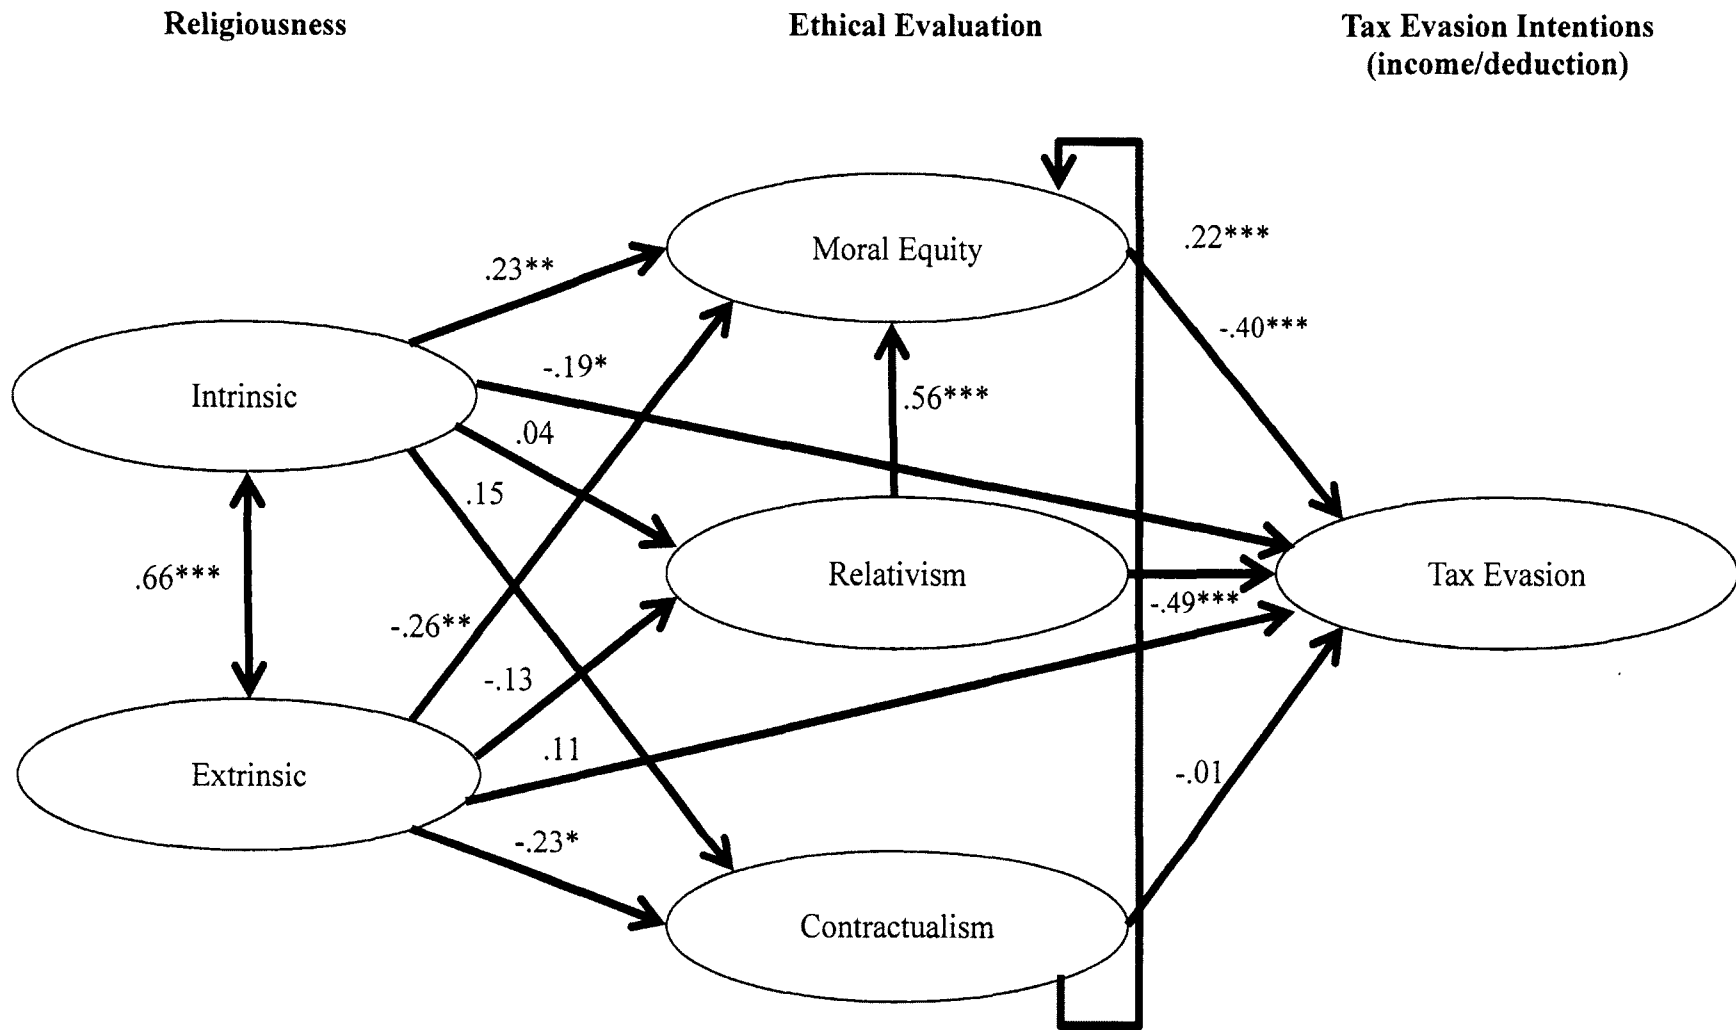 Religiousness
Ethical Evaluation
Tax Evasion Intentions
(income/deduction)
Moral Equity
.22***
.23**
-.40***
-.19*
Intrinsic
.56***
.04
.15
.66***
Relativism
Tax Evasion
-.49***
-.26**
-.13
.11
Extrinsic
-.01
-.23*
Contractualism